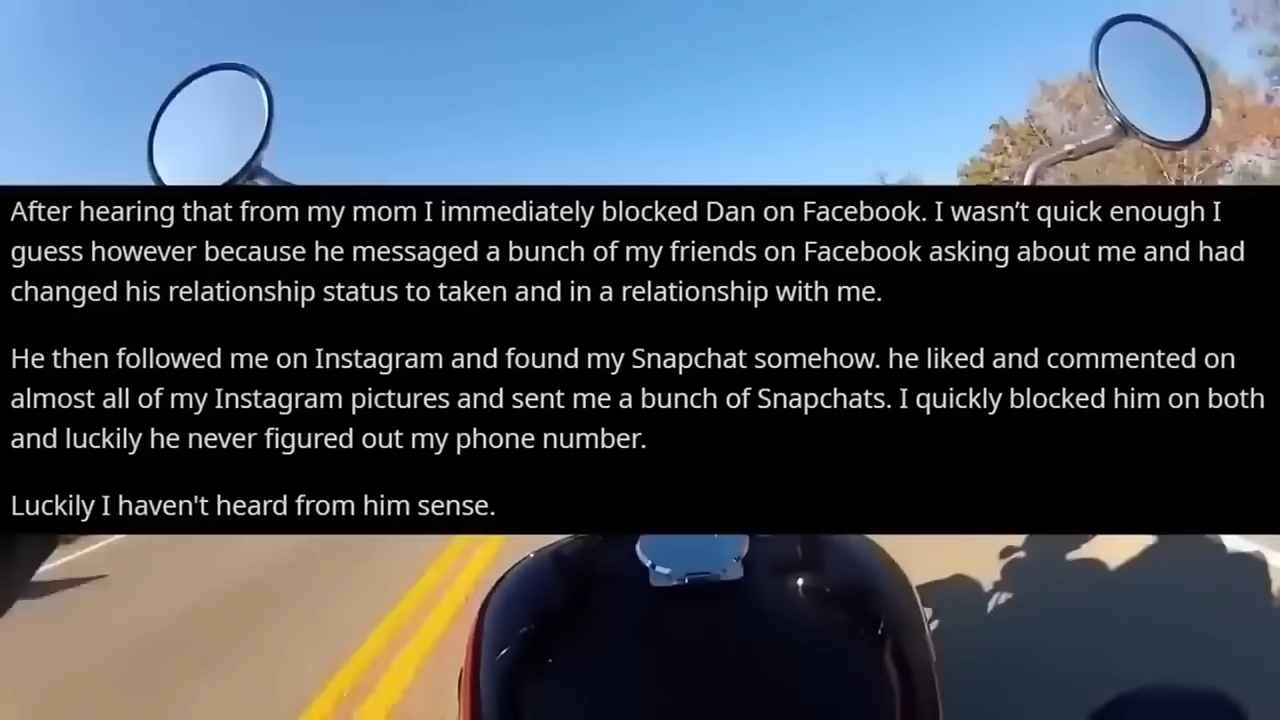 After hearing that from my mom I immediately blocked Dan on Facebook. I wasn’t quick enough I
guess however because he messaged a bunch of my friends on Facebook asking about me and had
changed his relationship status to taken and in a relationship with me.
He then followed me on Instagram and found my Snapchat somehow. he liked and commented on
almost all of my Instagram pictures and sent me a bunch of Snapchats. I quickly blocked him on both
and luckily he never figured out my phone number.
Luckily I haven't heard from him sense.